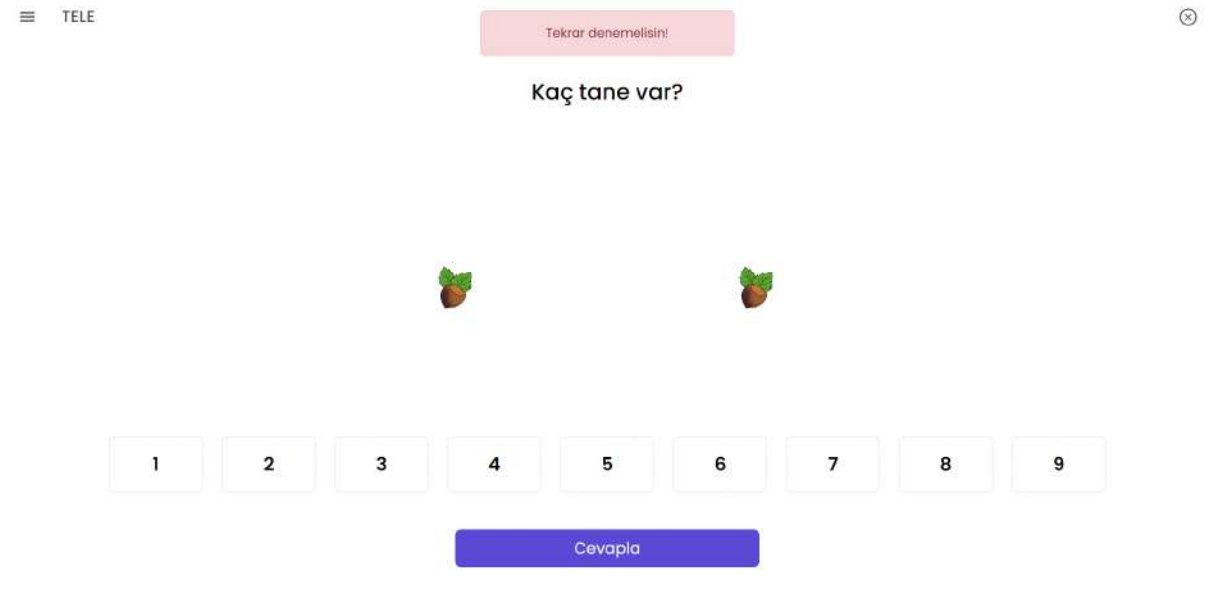 TELE
Tekrar denemelisin!
Kaç tane var?
1 2 3 4 5 6 7 8 9
Cevapla